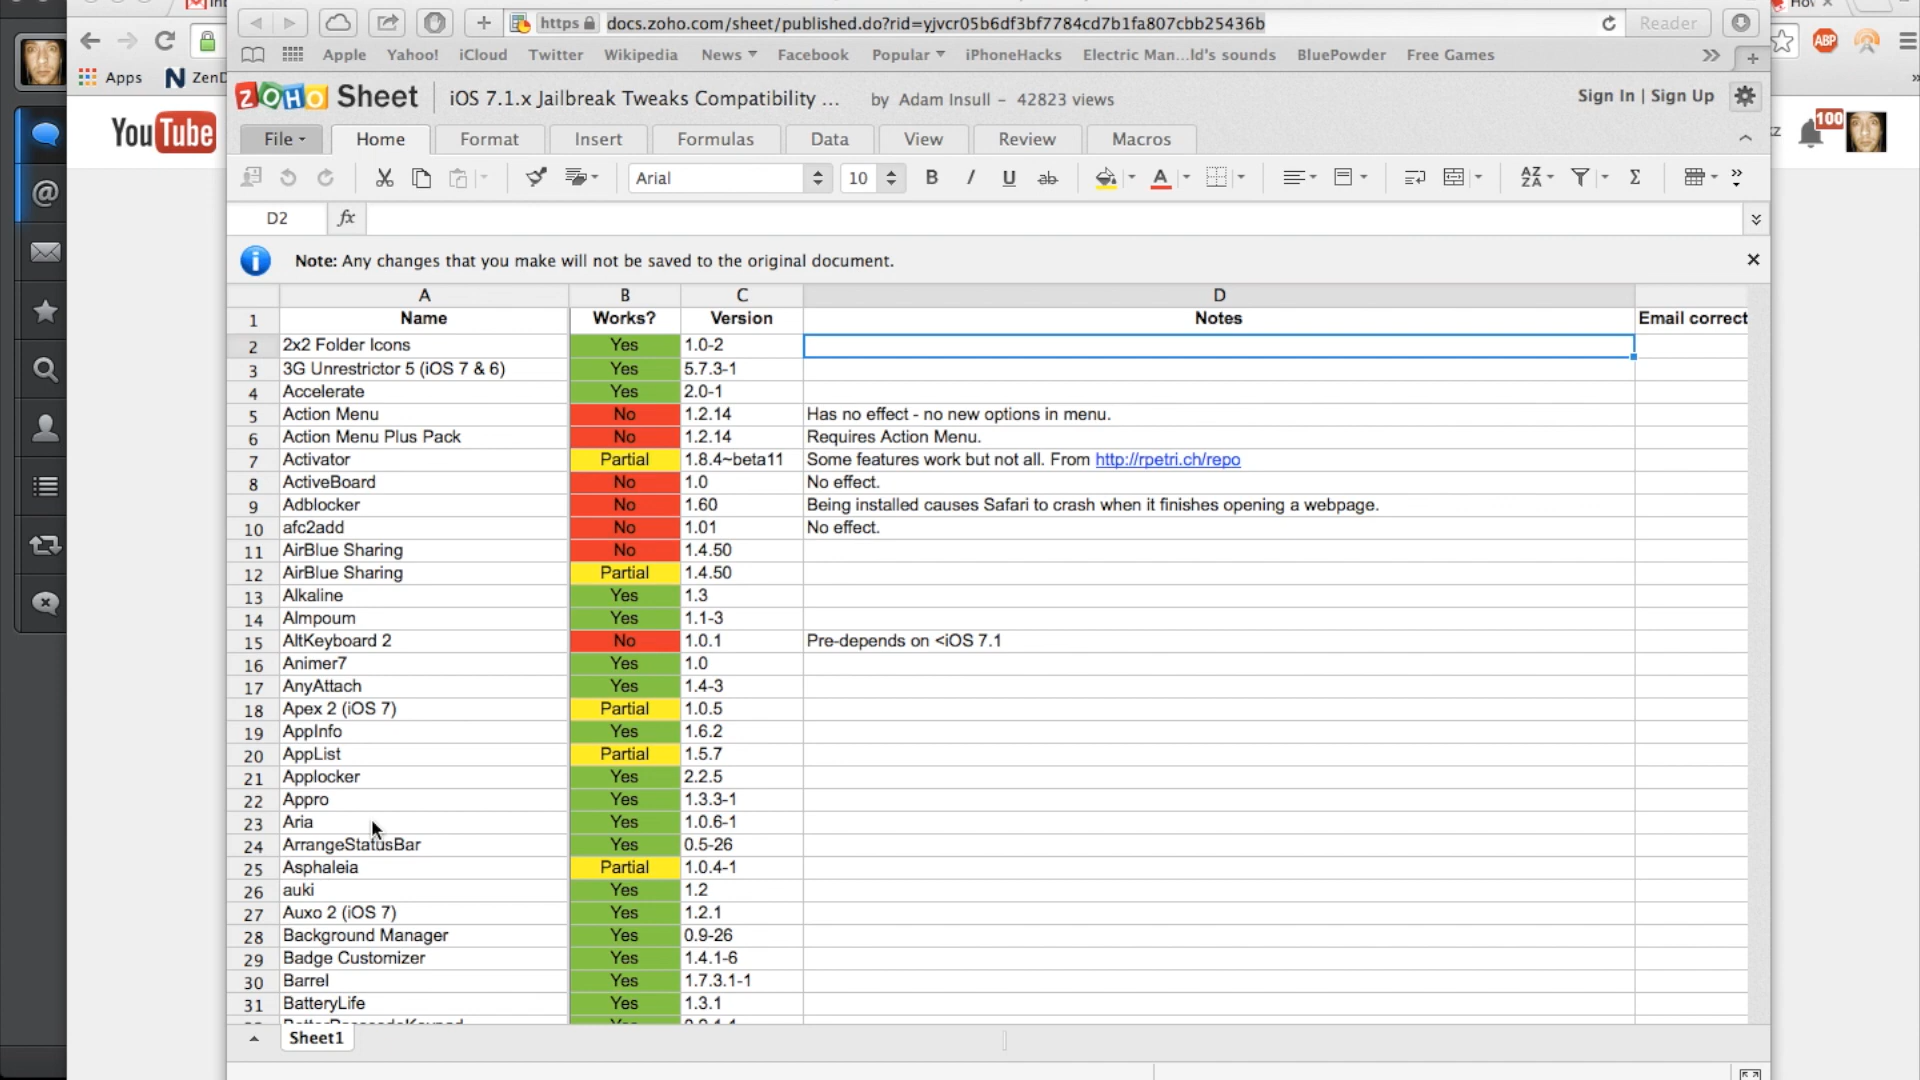 https docs.zoho.com/sheet/published.do?rid=yjvcr05b6df3bf7784cd7b1fa807cbb25436b Reader
ABP
Apps ZenD
Apple Yahoo! iCloud Twitter Wikipedia News Facebook Popular iPhoneHacks Electric Man...ld's sounds BluePowder Free Games
ZOHO Sheet iOS 7.1.x Jailbreak Tweaks Compatibility ... by Adam Insull - 42823 views Sign In | Sign Up
YouTube 100
File Home Format Insert Formulas Data View Review Macros
Arial 10 B I U ab A AZ ZA Σ
D2 fx
Note: Any changes that you make will not be saved to the original document.
A B C D
1 Name Works? Version Notes Email correct
2 2x2 Folder Icons Yes 1.0-2
3 3G Unrestrictor 5 (iOS 7 & 6) Yes 5.7.3-1
4 Accelerate Yes 2.0-1
5 Action Menu No 1.2.14 Has no effect - no new options in menu.
6 Action Menu Plus Pack No 1.2.14 Requires Action Menu.
7 Activator Partial 1.8.4~beta11 Some features work but not all. From http://rpetri.ch/repo
8 ActiveBoard No 1.0 No effect.
9 Adblocker No 1.60 Being installed causes Safari to crash when it finishes opening a webpage.
10 afc2add No 1.01 No effect.
11 AirBlue Sharing No 1.4.50
12 AirBlue Sharing Partial 1.4.50
13 Alkaline Yes 1.3
14 Almpoum Yes 1.1-3
15 AltKeyboard 2 No 1.0.1 Pre-depends on <iOS 7.1
16 Animer7 Yes 1.0
17 AnyAttach Yes 1.4-3
18 Apex 2 (iOS 7) Partial 1.0.5
19 AppInfo Yes 1.6.2
20 AppList Partial 1.5.7
21 Applocker Yes 2.2.5
22 Appro Yes 1.3.3-1
23 Aria Yes 1.0.6-1
24 ArrangeStatusBar Yes 0.5-26
25 Asphaleia Partial 1.0.4-1
26 auki Yes 1.2
27 Auxo 2 (iOS 7) Yes 1.2.1
28 Background Manager Yes 0.9-26
29 Badge Customizer Yes 1.4.1-6
30 Barrel Yes 1.7.3.1-1
31 BatteryLife Yes 1.3.1
Sheet1